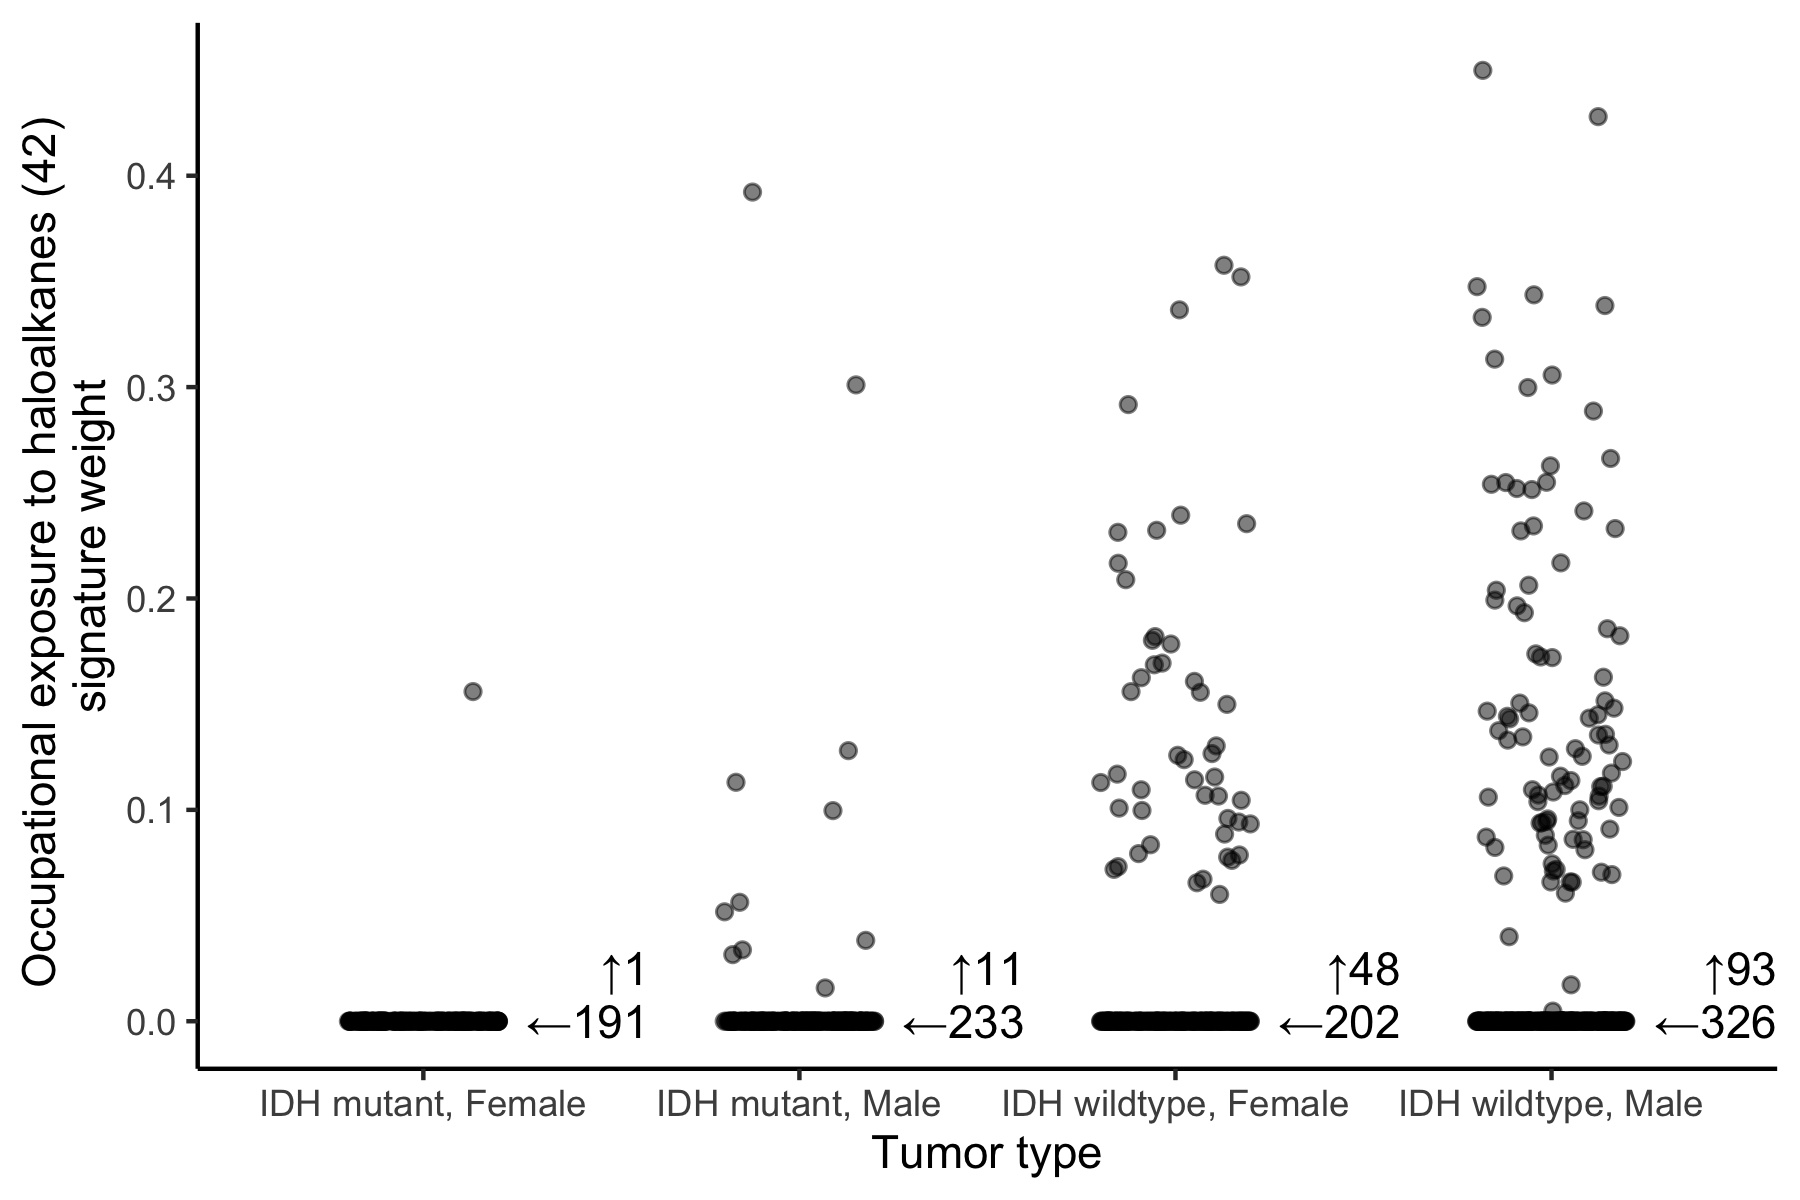 Occupational exposure to haloalkanes (42)
signature weight
0.4
0.3
0.2
0.1
0.0
↑1
←191
↑11
←233
↑48
←202
↑93
←326
IDH mutant, Female
IDH mutant, Male
IDH wildtype, Female
IDH wildtype, Male
Tumor type